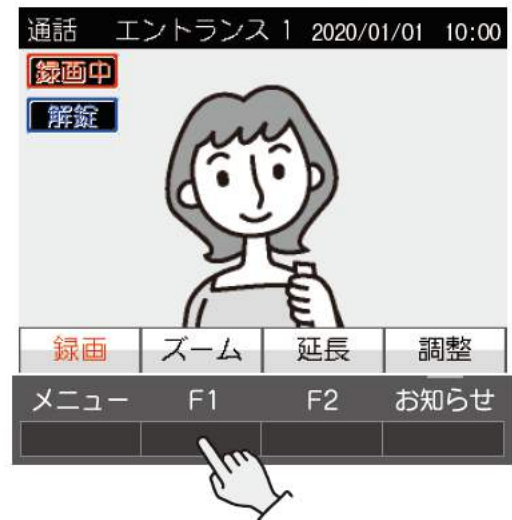 通話 エントランス 1 2020/01/01 10:00
録画中
解錠
録画 ズーム 延長 調整
メニュー F1 F2 お知らせ